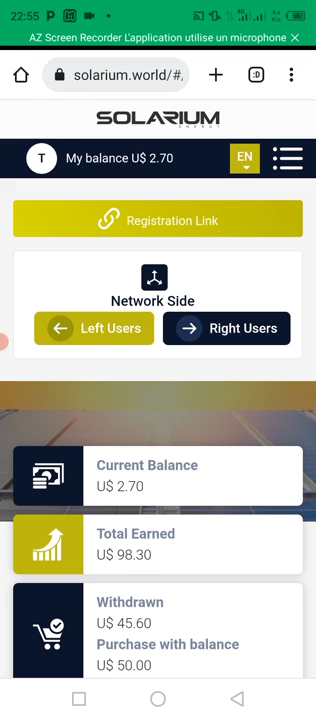 22:55
AZ Screen Recorder L'application utilise un microphone
solarium.world/#,
:D
SOLARIUM
ENERGY
T My balance U$ 2.70 EN
Registration Link
Network Side
Left Users Right Users
Current Balance
U$ 2.70
Total Earned
U$ 98.30
Withdrawn
U$ 45.60
Purchase with balance
U$ 50.00